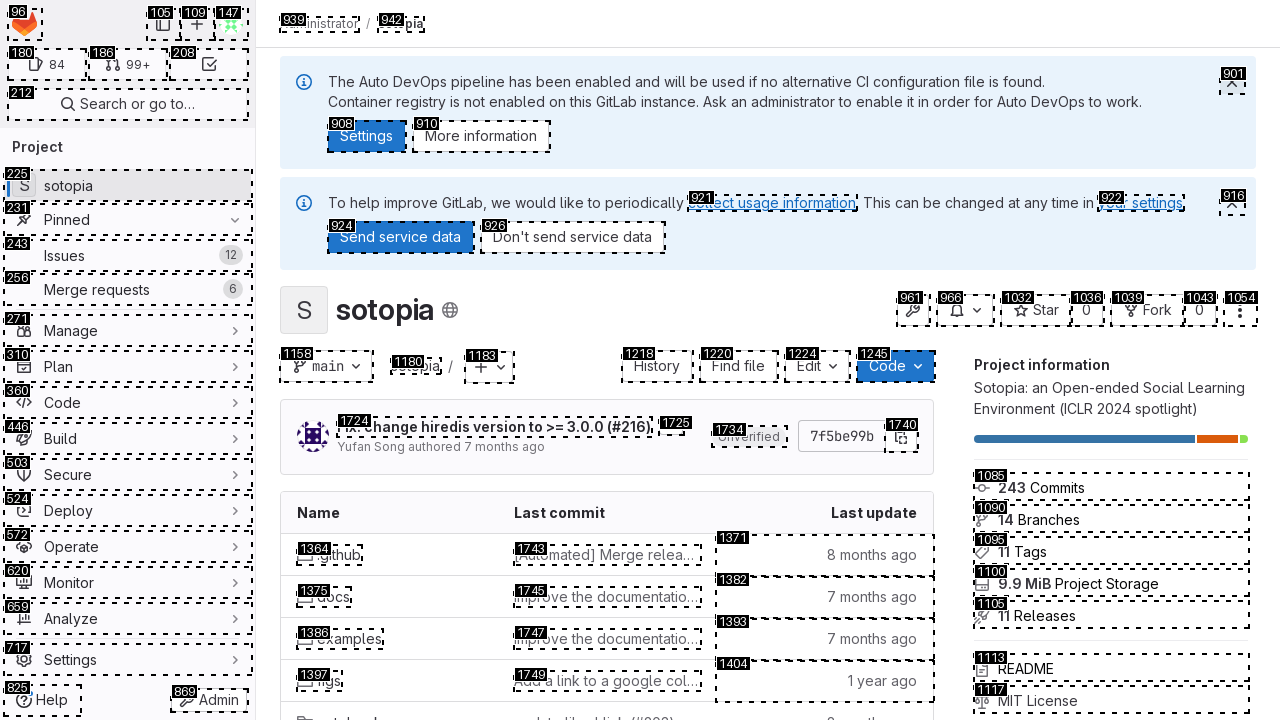 96
105
109
147
180
84
186
99+
208
212
Search or go to…
Project
225
S
sotopia
231
Pinned
243
Issues
12
256
Merge requests
6
271
Manage
310
Plan
360
Code
446
Build
503
Secure
524
Deploy
572
Operate
620
Monitor
659
Analyze
717
Settings
825
Help
869
Admin
939
Administrator
/
942
sotopia
The Auto DevOps pipeline has been enabled and will be used if no alternative CI configuration file is found.
Container registry is not enabled on this GitLab instance. Ask an administrator to enable it in order for Auto DevOps to work.
901
908
Settings
910
More information
To help improve GitLab, we would like to periodically
921
collect usage information. This can be changed at any time in
922
your settings.
916
924
Send service data
926
Don't send service data
S
sotopia
961
966
1032
Star
1036
0
1039
Fork
1043
0
1054
1158
main
1180
sotopia /
1183
1218
History
1220
Find file
1224
Edit
1245
Code
1724
fix: change hiredis version to >= 3.0.0 (#216)
1725
Yufan Song authored 7 months ago
1734
Unverified
7f5be99b
1740
Name
Last commit
Last update
1364
.github
1743
[Automated] Merge relea…
1371
8 months ago
1375
docs
1745
Improve the documentatio…
1382
7 months ago
1386
examples
1747
Improve the documentatio…
1393
7 months ago
1397
figs
1749
Add a link to a google col…
1404
1 year ago
Project information
Sotopia: an Open-ended Social Learning
Environment (ICLR 2024 spotlight)
1085
243 Commits
1090
14 Branches
1095
11 Tags
1100
9.9 MiB Project Storage
1105
11 Releases
1113
README
1117
MIT License